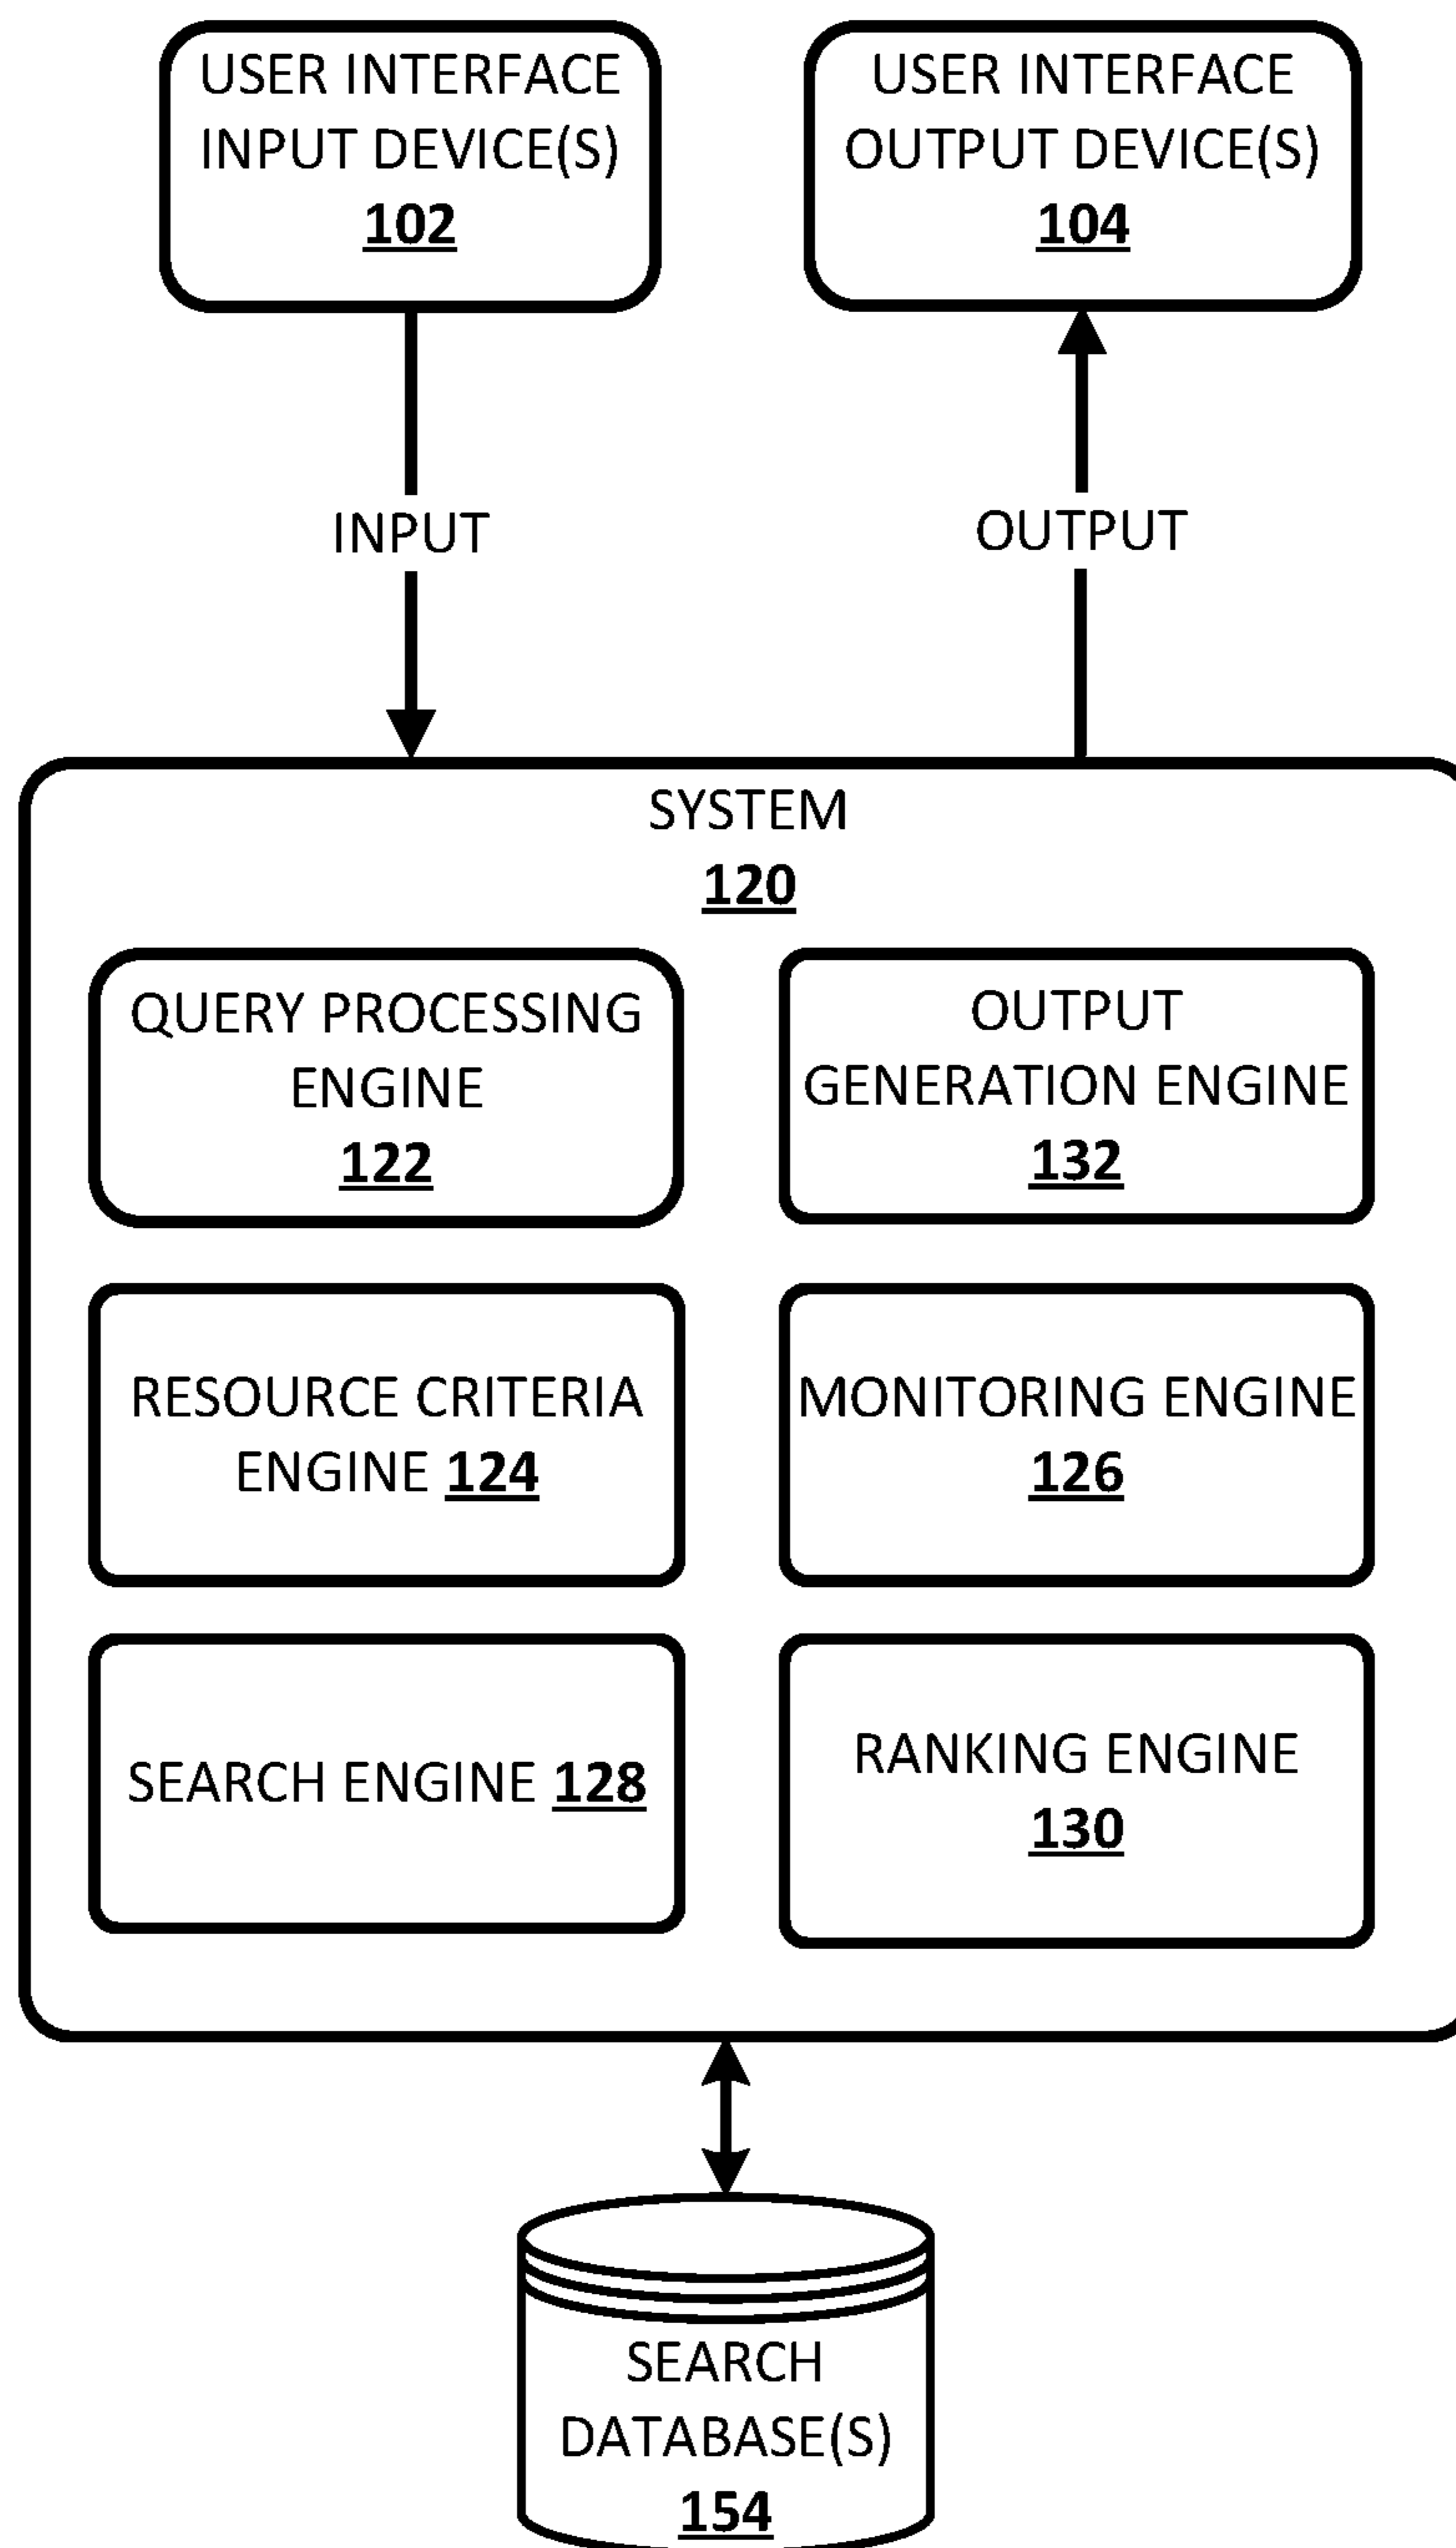 USER INTERFACE
INPUT DEVICE(S)
102
USER INTERFACE
OUTPUT DEVICE(S)
104
INPUT
OUTPUT
SYSTEM
120
QUERY PROCESSING
ENGINE
122
OUTPUT
GENERATION ENGINE
132
RESOURCE CRITERIA
ENGINE 124
MONITORING ENGINE
126
SEARCH ENGINE 128
RANKING ENGINE
130
SEARCH
DATABASE(S)
154